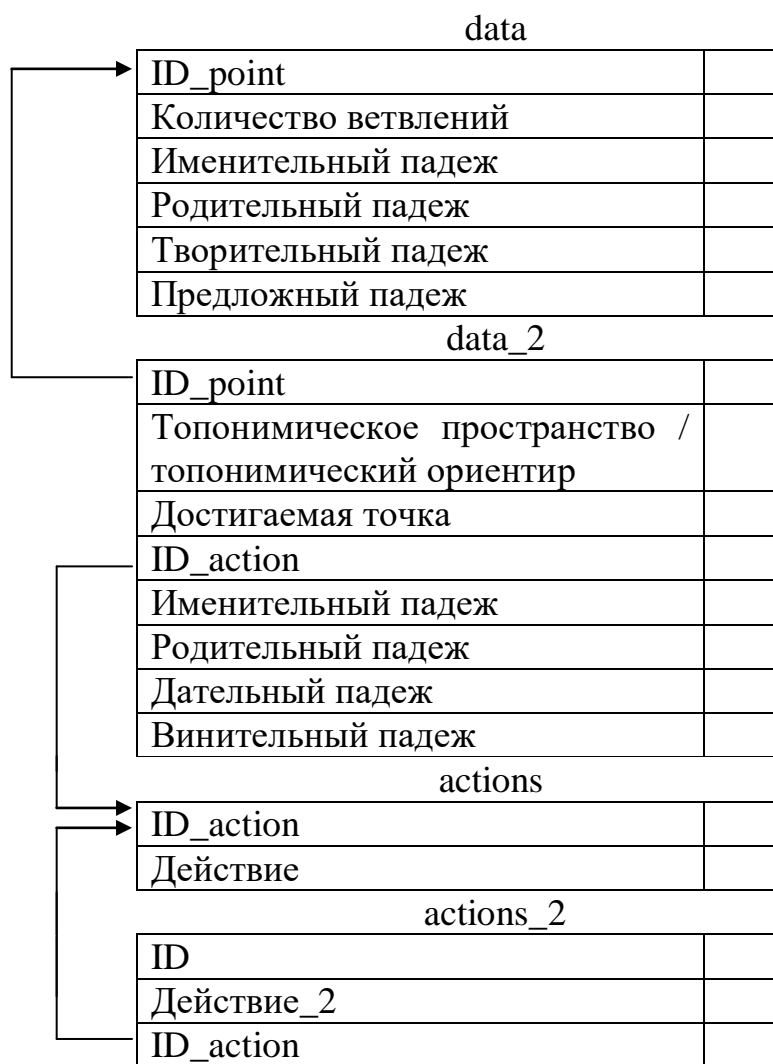 data
ID_point
Количество ветвлений
Именительный падеж
Родительный падеж
Творительный падеж
Предложный падеж
data_2
ID_point
Топонимическое пространство /
топонимический ориентир
Достигаемая точка
ID_action
Именительный падеж
Родительный падеж
Дательный падеж
Винительный падеж
actions
ID_action
Действие
actions_2
ID
Действие_2
ID_action